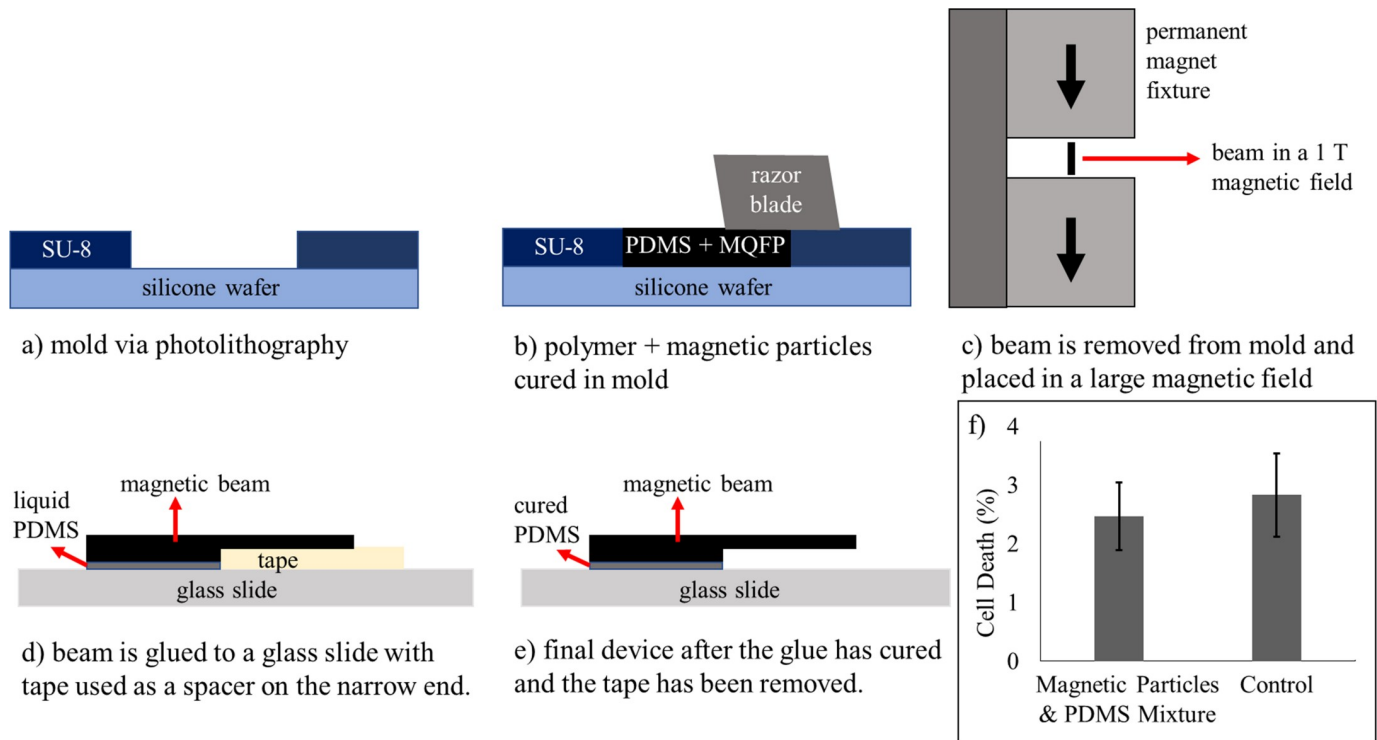 SU-8
silicone wafer
a) mold via photolithography
razor
blade
SU-8
PDMS + MQFP
silicone wafer
b) polymer + magnetic particles
cured in mold
permanent
magnet
fixture
beam in a 1 T
magnetic field
c) beam is removed from mold and
placed in a large magnetic field
liquid
PDMS
magnetic beam
tape
glass slide
d) beam is glued to a glass slide with
tape used as a spacer on the narrow end.
cured
PDMS
magnetic beam
glass slide
e) final device after the glue has cured
and the tape has been removed.
f)
Cell Death (%)
4
3
2
1
0
Magnetic Particles
& PDMS Mixture
Control